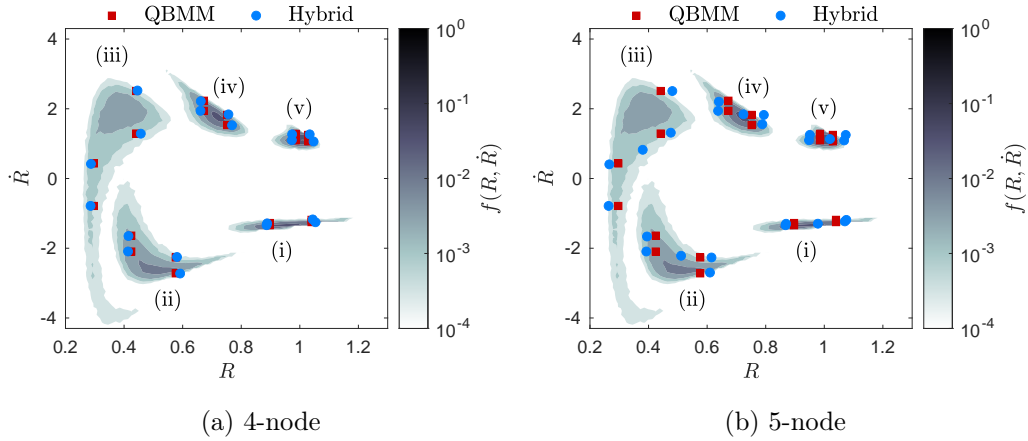 QBMM Hybrid
QBMM Hybrid
(iii)
(iv)
(v)
(i)
(ii)
4
2
0
-2
-4
Ṙ
0.2 0.4 0.6 0.8 1 1.2
R
10^0
10^-1
10^-2
10^-3
10^-4
f(R, Ṙ)
(iii)
(iv)
(v)
(i)
(ii)
4
2
0
-2
-4
Ṙ
0.2 0.4 0.6 0.8 1 1.2
R
10^0
10^-1
10^-2
10^-3
10^-4
f(R, Ṙ)
(a) 4-node
(b) 5-node